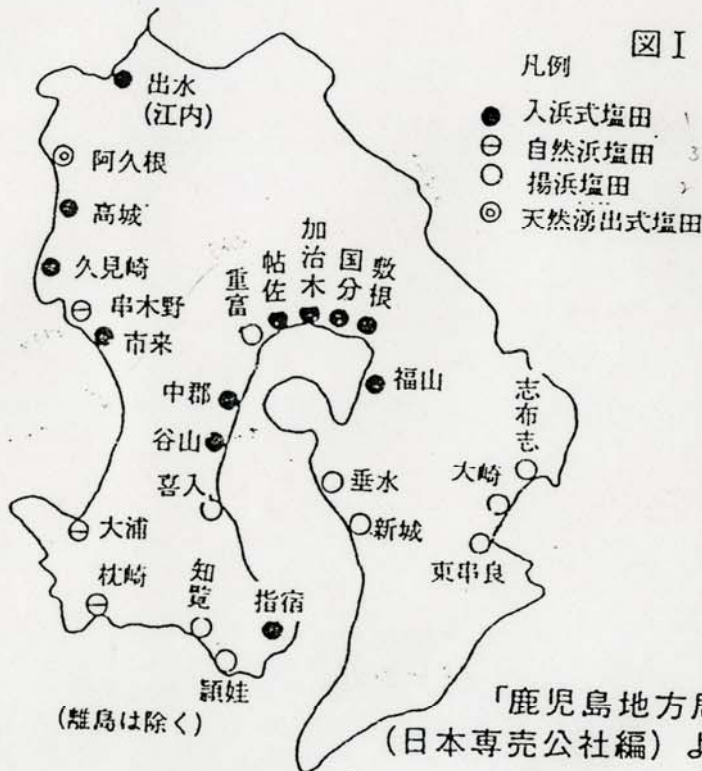 図I
凡例
入浜式塩田 1
自然浜塩田 3
揚浜塩田 2
天然湧出式塩田
出水
(江内)
阿久根
高城
久見崎
串木野
市来
重富
帖佐
加治木
国分
敷根
福山
中郡
谷山
喜入
垂水
新城
志布志
大崎
東串良
大浦
枕崎
知覧
指宿
頴娃
(離島は除く)
「鹿児島地方局
(日本専売公社編) よ